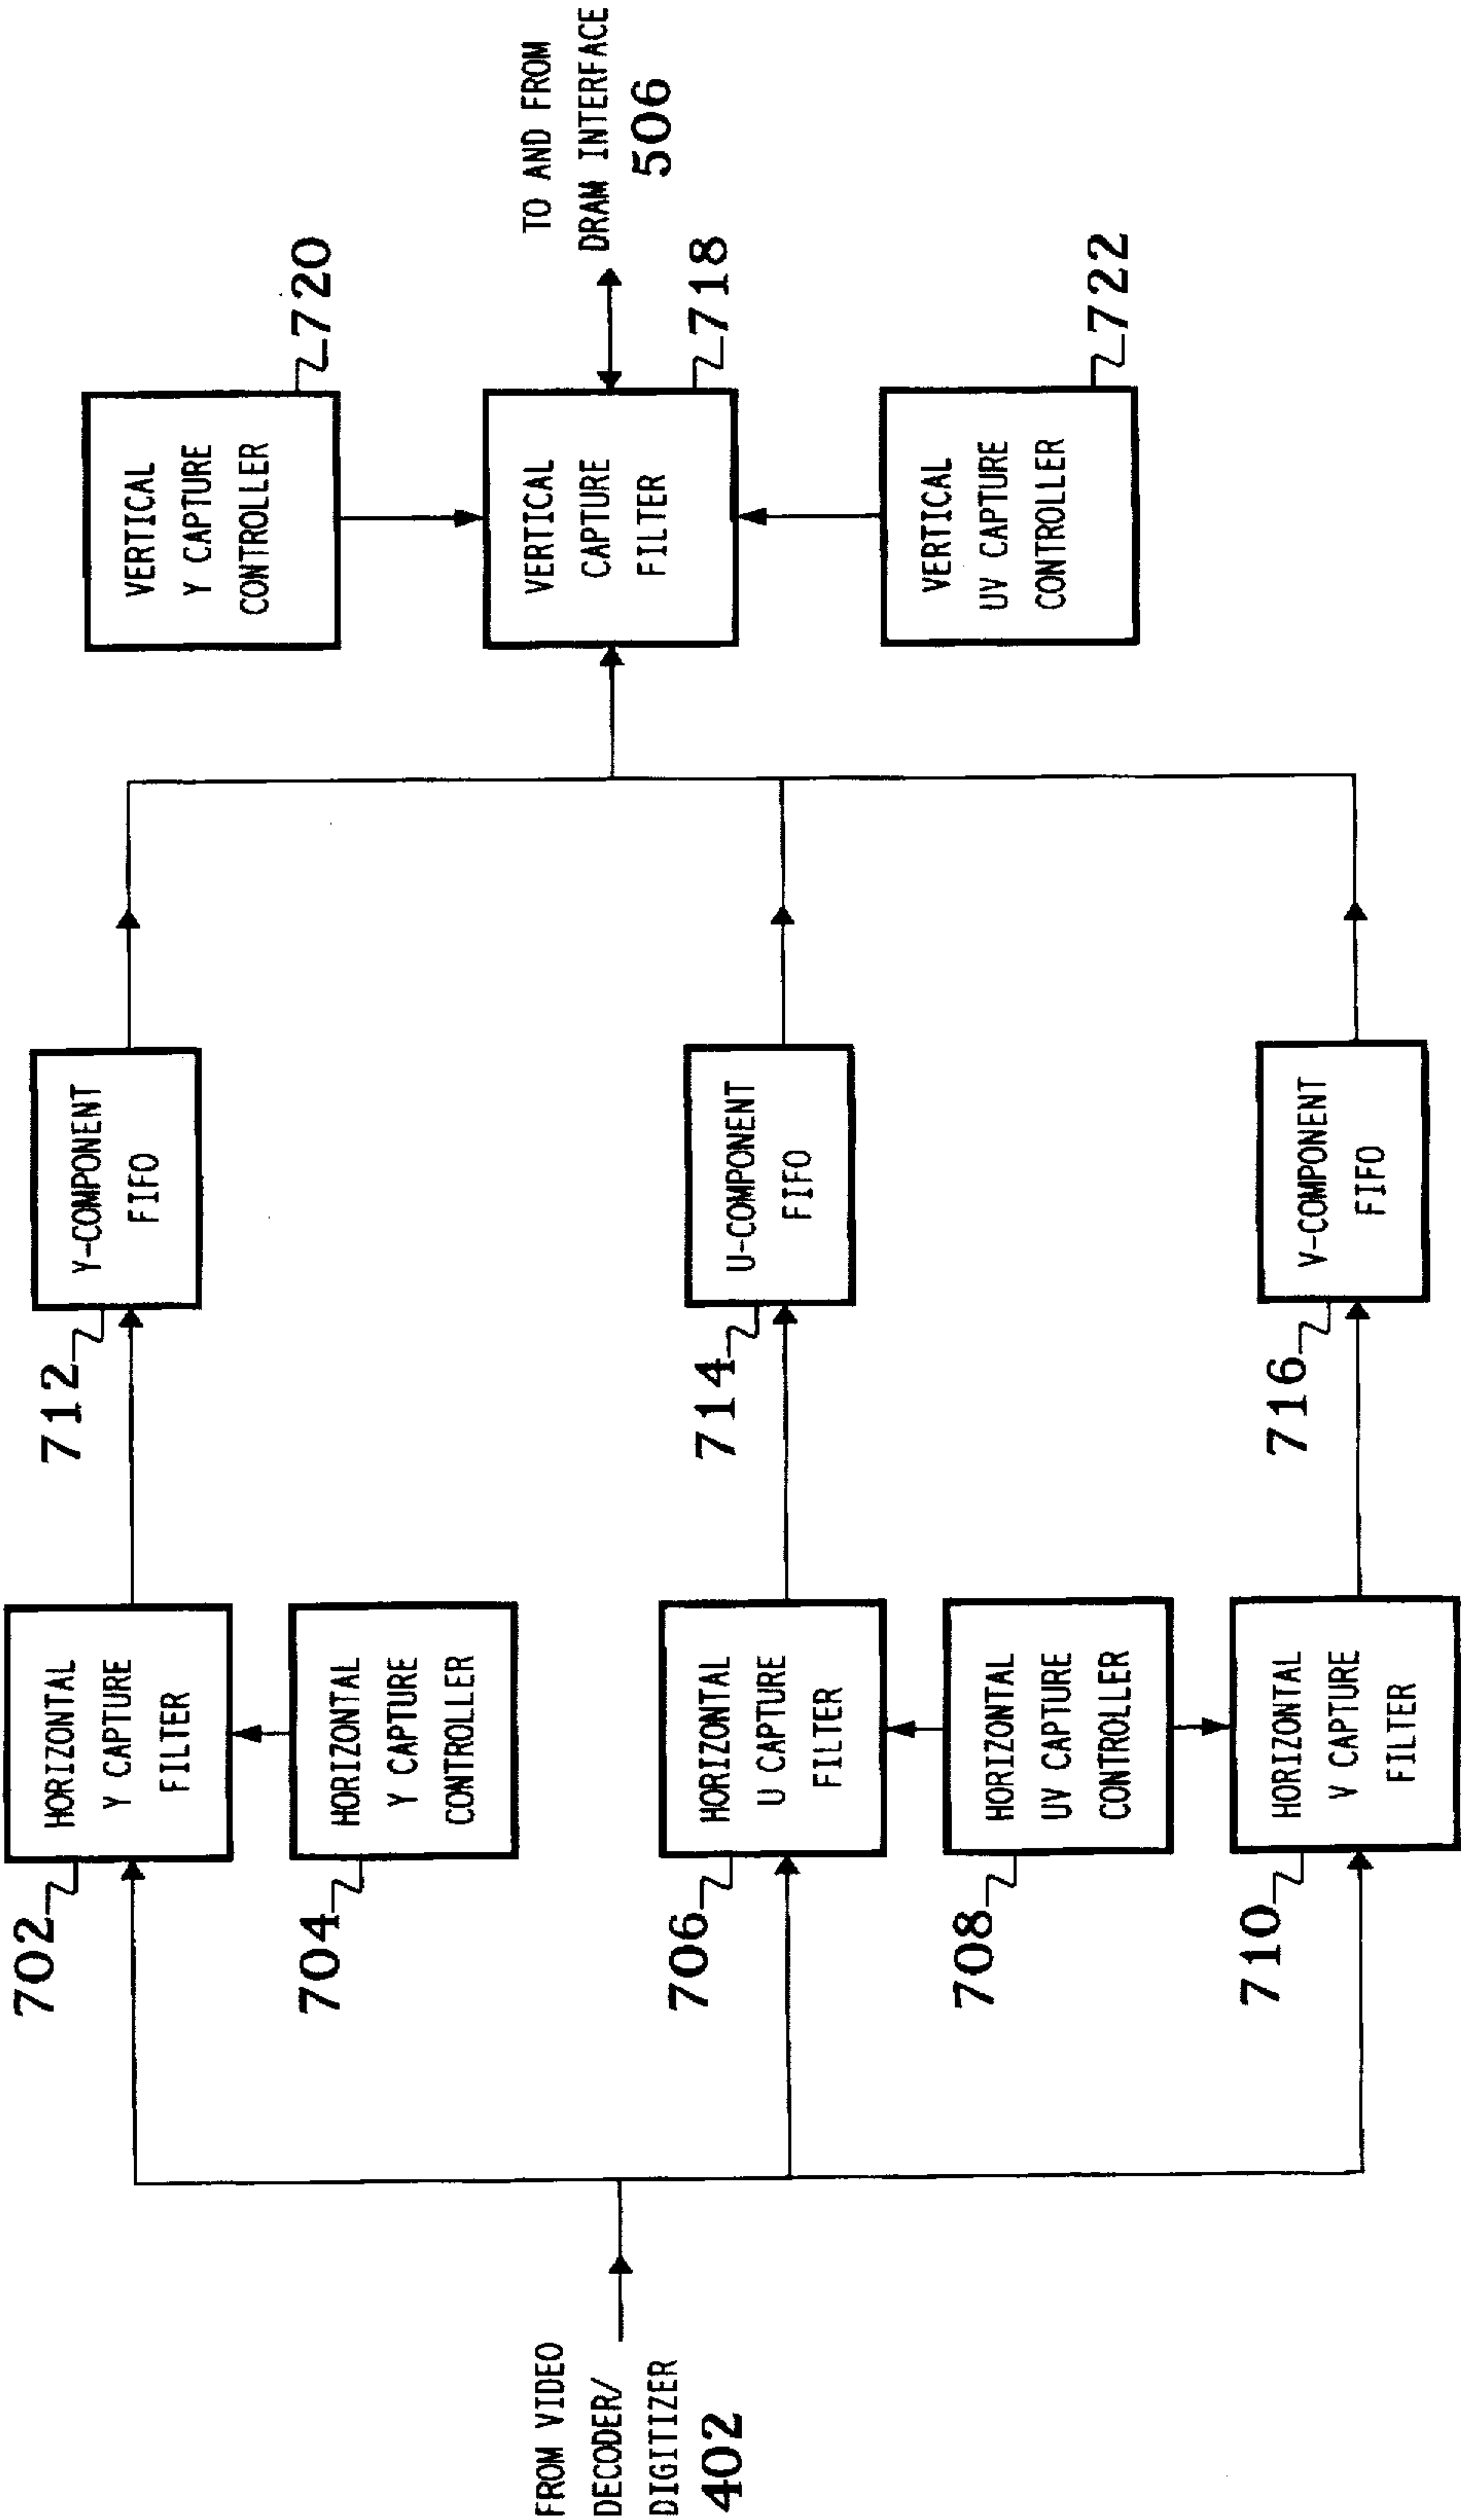 FROM VIDEO
DECODER/
DIGITIZER
402
702
HORIZONTAL
Y CAPTURE
FILTER
704
HORIZONTAL
Y CAPTURE
CONTROLLER
706
HORIZONTAL
U CAPTURE
FILTER
708
HORIZONTAL
UV CAPTURE
CONTROLLER
710
HORIZONTAL
V CAPTURE
FILTER
712
Y-COMPONENT
FIFO
714
U-COMPONENT
FIFO
716
V-COMPONENT
FIFO
VERTICAL
Y CAPTURE
CONTROLLER
720
VERTICAL
CAPTURE
FILTER
718
VERTICAL
UV CAPTURE
CONTROLLER
722
TO AND FROM
DRAM INTERFACE
506